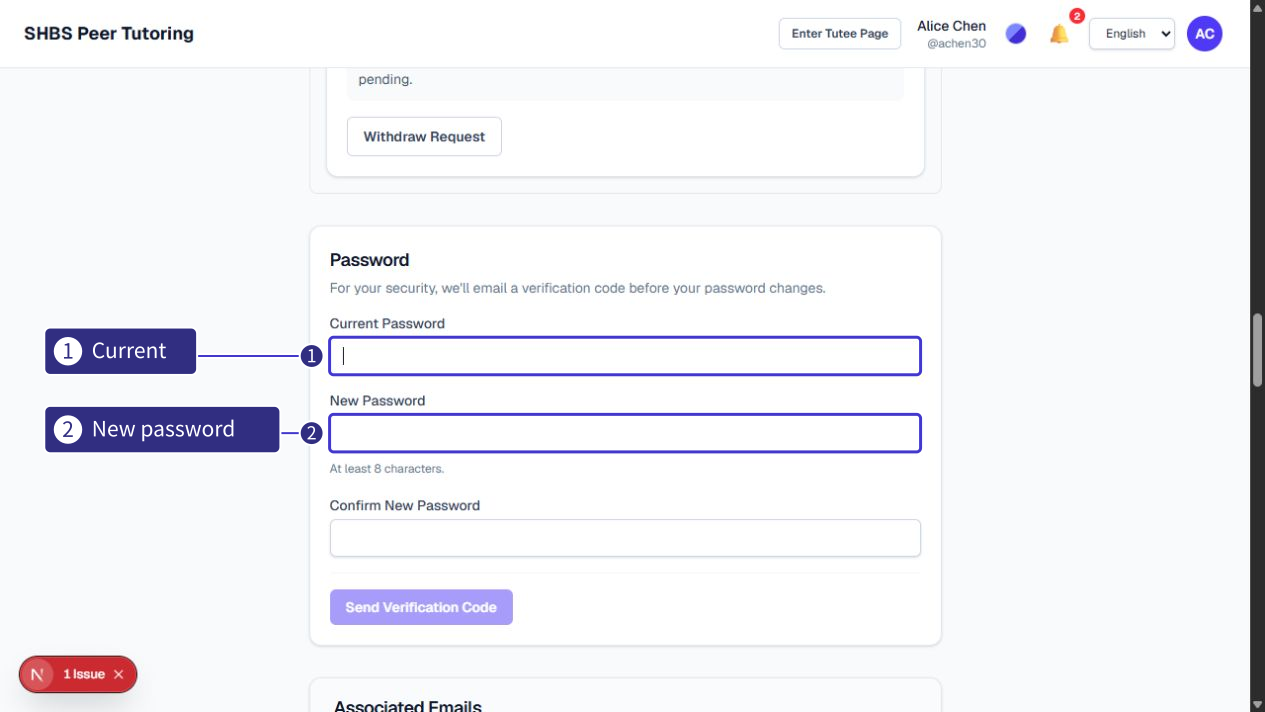 SHBS Peer Tutoring
Enter Tutee Page
Alice Chen
@achen30
2
English
AC
pending.
Withdraw Request
Password
For your security, we'll email a verification code before your password changes.
Current Password
1 Current
1
New Password
2 New password
2
At least 8 characters.
Confirm New Password
Send Verification Code
N 1 Issue
Associated Emails